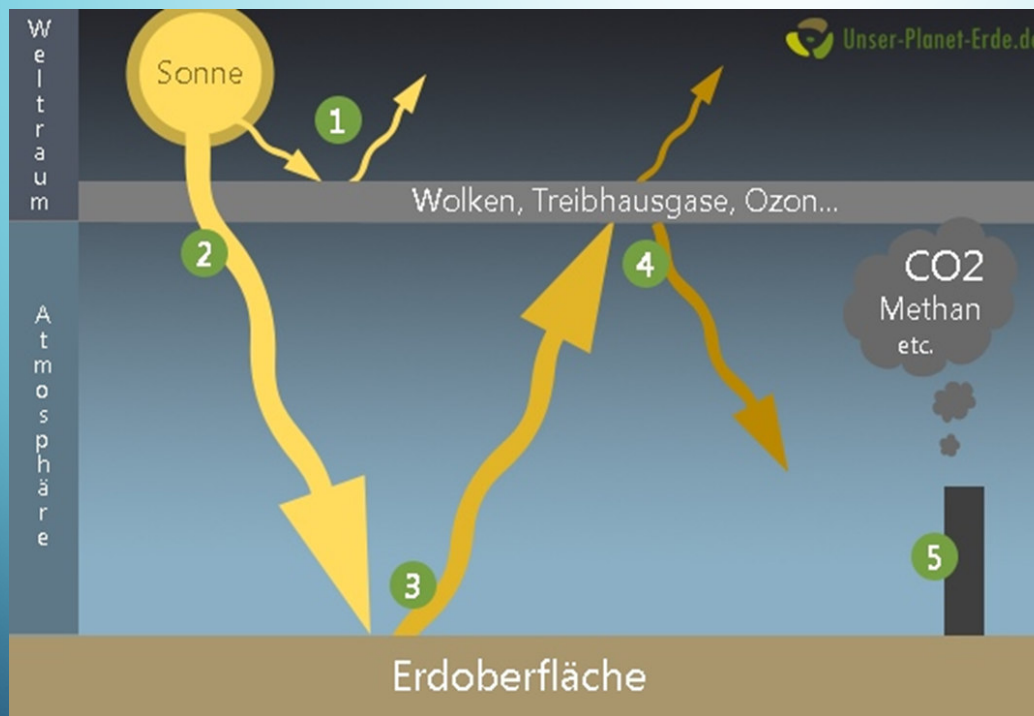 Weltraum
Sonne
Unser-Planet-Erde.de
1
Wolken, Treibhausgase, Ozon...
2
4
CO2
Methan
etc.
Atmosphäre
3
5
Erdoberfläche